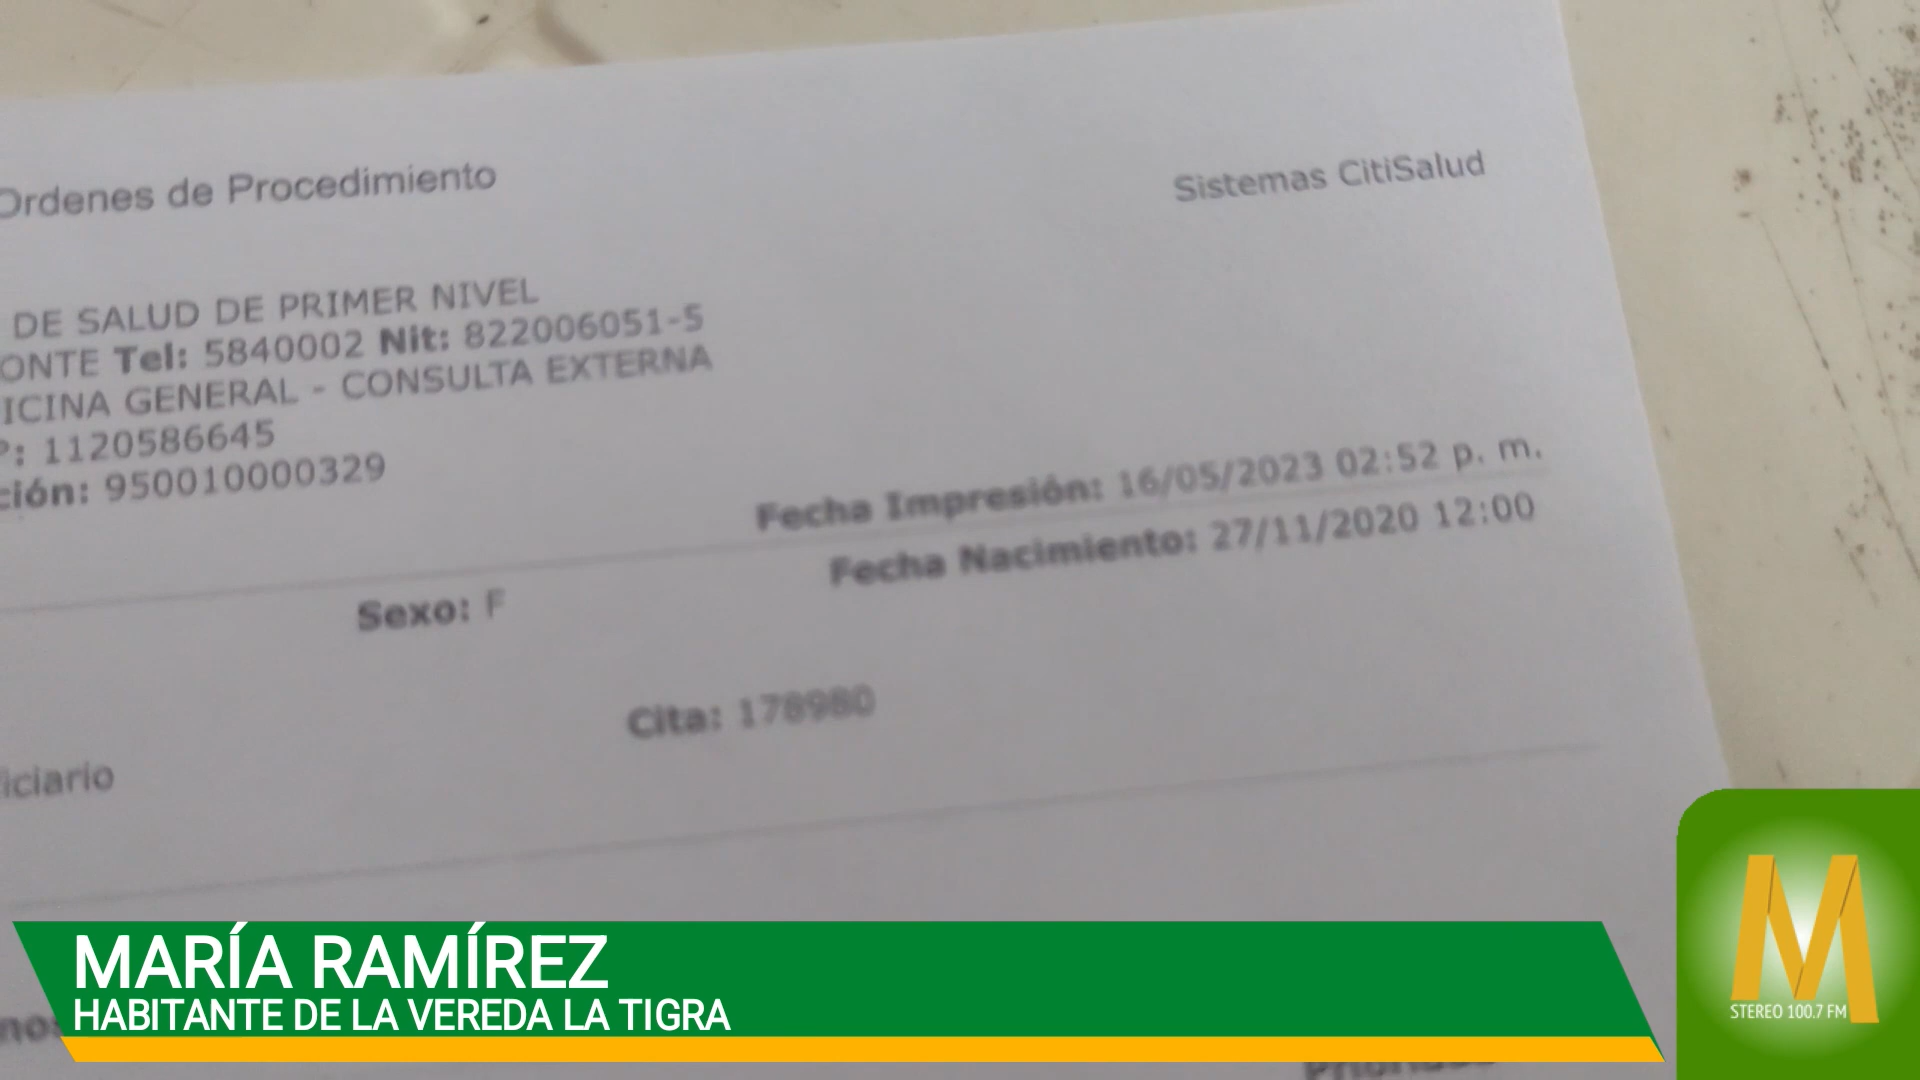 Ordenes de Procedimiento
Sistemas CitiSalud
DE SALUD DE PRIMER NIVEL
ONTE Tel: 5840002 Nit: 822006051-5
ICINA GENERAL - CONSULTA EXTERNA
P: 1120586645
ción: 950010000329
Fecha Impresión: 16/05/2023 02:52 p. m.
Fecha Nacimiento: 27/11/2020 12:00
Sexo: F
Cita: 178980
iciario
MARÍA RAMÍREZ
HABITANTE DE LA VEREDA LA TIGRA
M
STEREO 100.7 FM